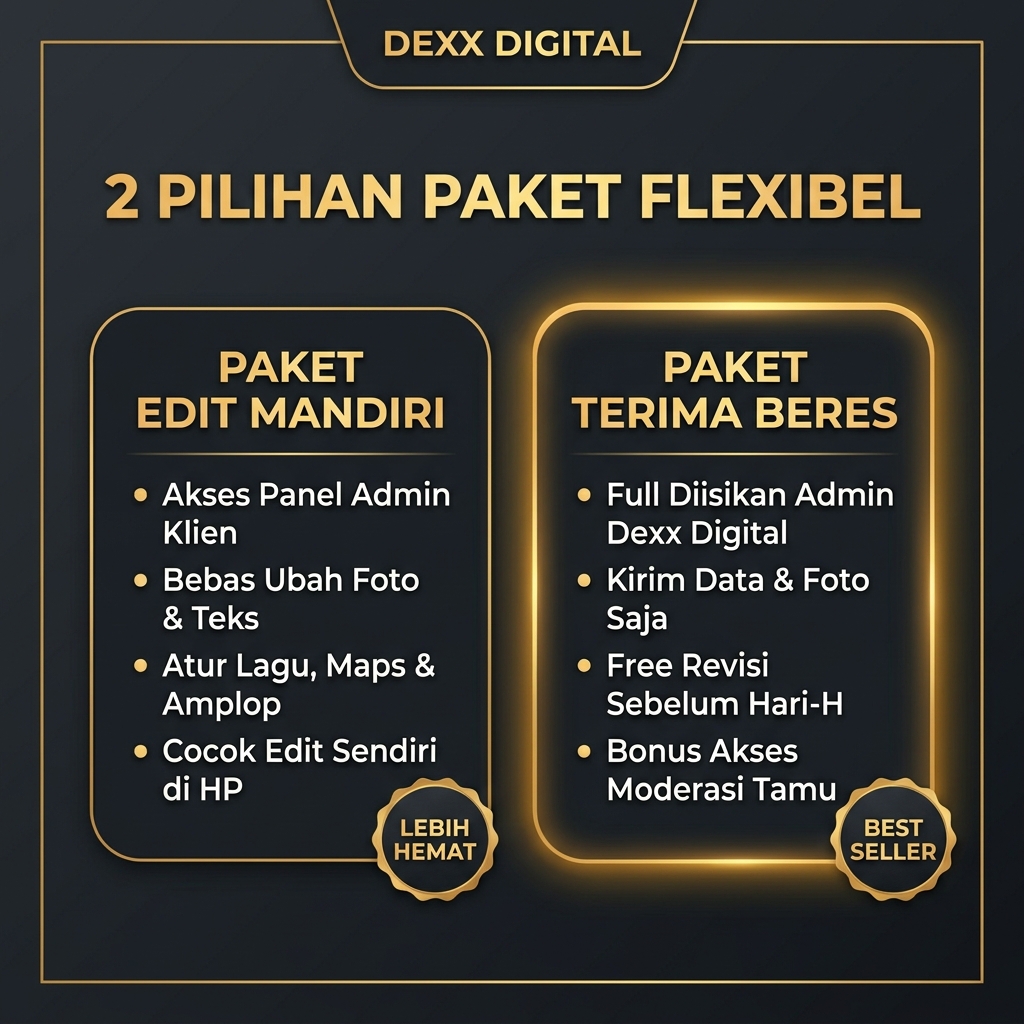 DEXX DIGITAL
2 PILIHAN PAKET FLEXIBEL
PAKET
EDIT MANDIRI
• Akses Panel Admin
Klien
• Bebas Ubah Foto
& Teks
• Atur Lagu, Maps &
Amplop
• Cocok Edit Sendiri
di HP
LEBIH
HEMAT
PAKET
TERIMA BERES
• Full Diisikan Admin
Dexx Digital
• Kirim Data & Foto
Saja
• Free Revisi
Sebelum Hari-H
• Bonus Akses
Moderasi Tamu
BEST
SELLER